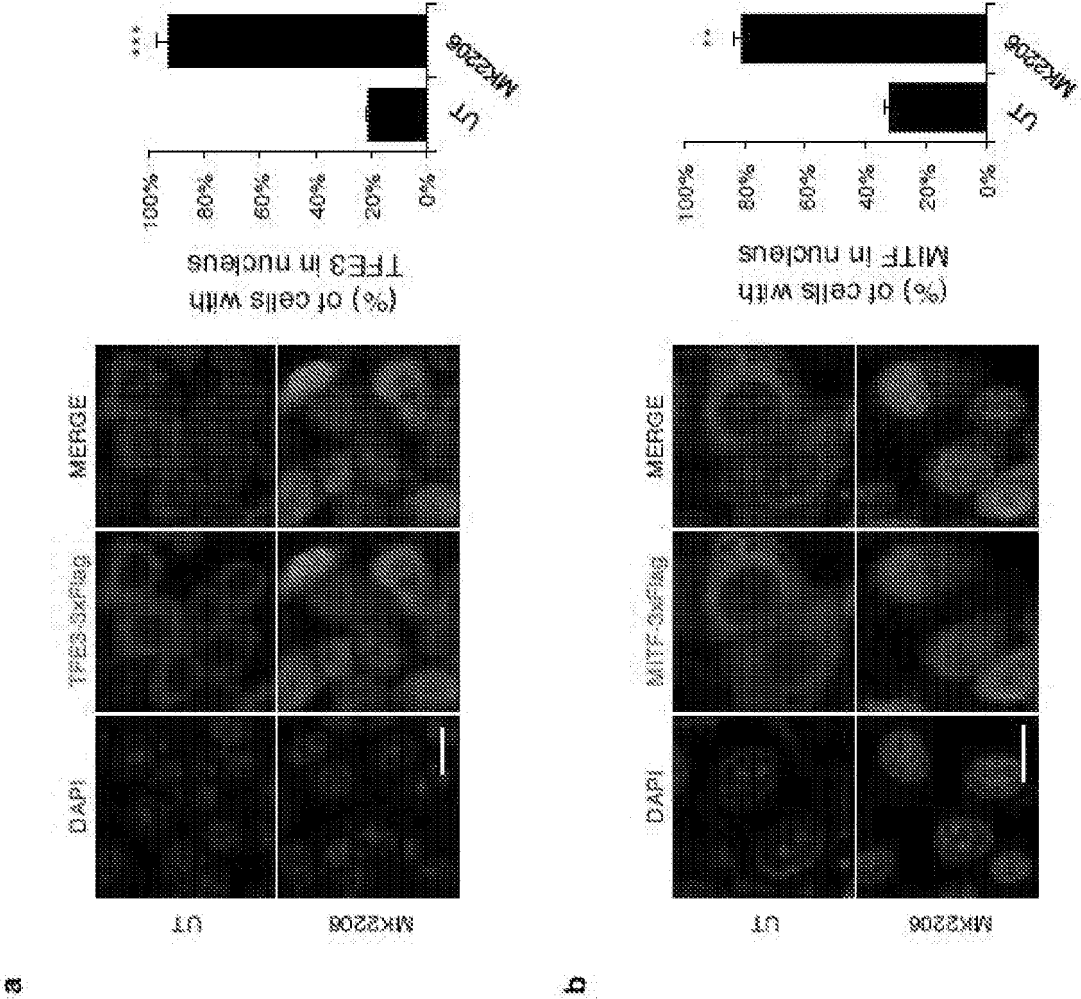 a
DAPI
TFE3-3xFlag
MERGE
UT
MK2206
(%) of cells with
TFE3 in nucleus
100%
80%
60%
40%
20%
0%
***
UT
MK2206
b
DAPI
MITF-3xFlag
MERGE
UT
MK2206
(%) of cells with
MITF in nucleus
100%
80%
60%
40%
20%
0%
**
UT
MK2206